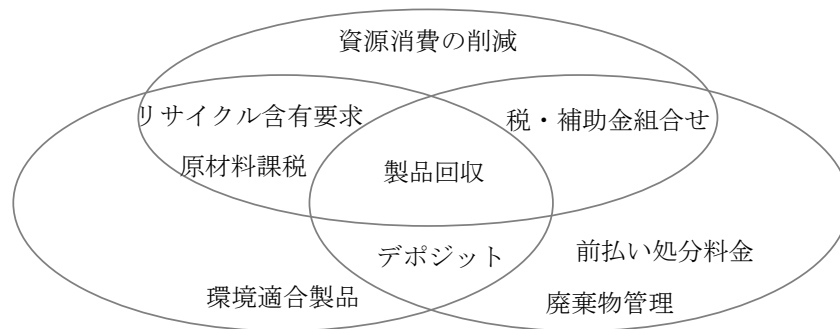 資源消費の削減
リサイクル含有要求
税・補助金組合せ
原材料課税
製品回収
デポジット
前払い処分料金
環境適合製品
廃棄物管理